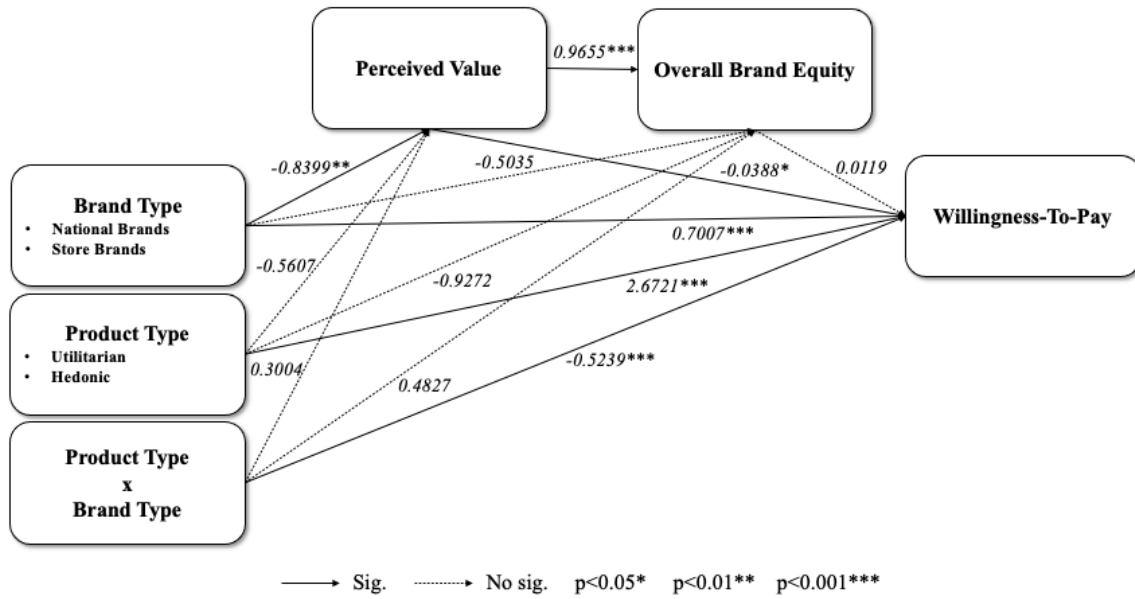 0.9655***
Perceived Value
Overall Brand Equity
-0.8399**
-0.5035
-0.0388*
0.0119
Brand Type
• National Brands
• Store Brands
Willingness-To-Pay
0.7007***
-0.5607
-0.9272
2.6721***
Product Type
• Utilitarian
• Hedonic
0.3004
0.4827
-0.5239***
Product Type
x
Brand Type
Sig. No sig. p<0.05* p<0.01** p<0.001***